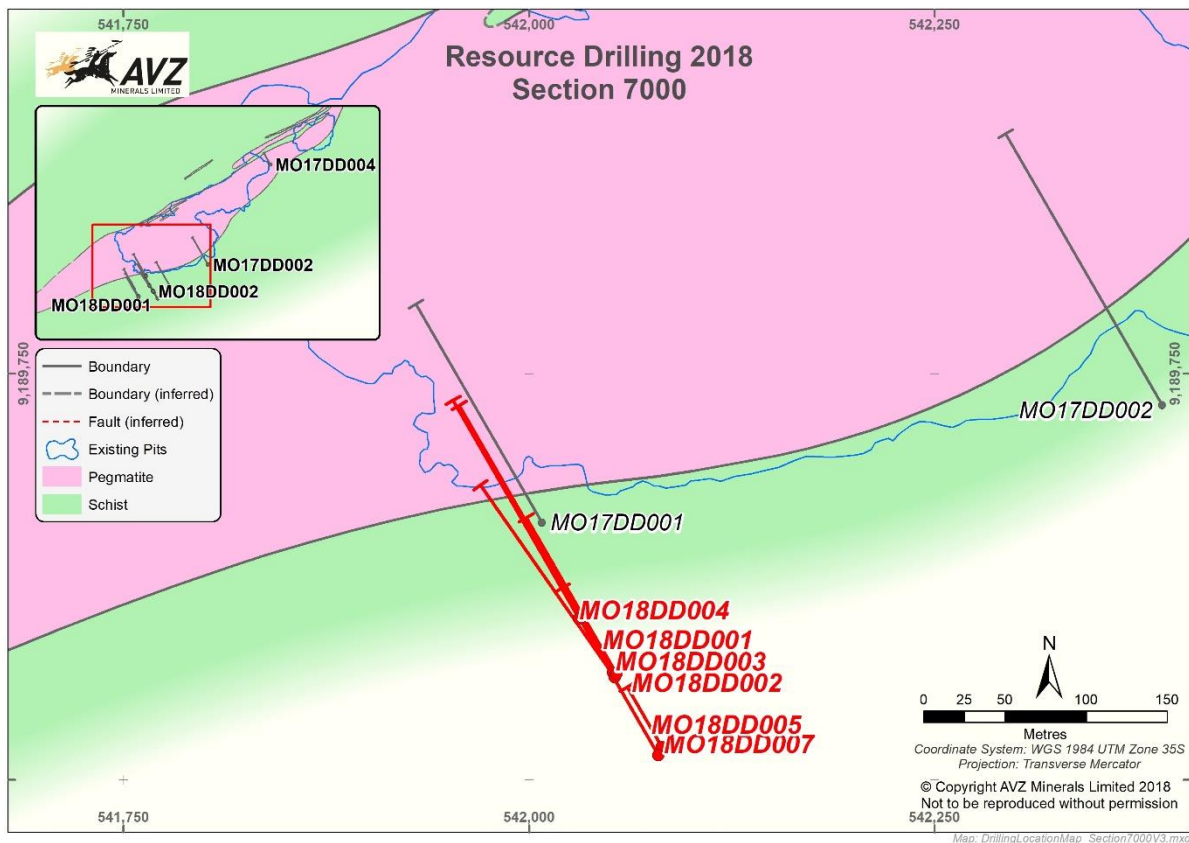 541,750
542,000
542,250
Resource Drilling 2018
Section 7000
AVZ
MINERALS LIMITED
MO17DD004
MO17DD002
MO18DD002
MO18DD001
9,189,750
9,189,750
Boundary
Boundary (inferred)
Fault (inferred)
Existing Pits
Pegmatite
Schist
MO17DD002
MO17DD001
MO18DD004
MO18DD001
MO18DD003
MO18DD002
MO18DD005
MO18DD007
N
0 25 50 100 150
Metres
Coordinate System: WGS 1984 UTM Zone 35S
Projection: Transverse Mercator
© Copyright AVZ Minerals Limited 2018
Not to be reproduced without permission
541,750
542,000
542,250
Map: DrillingLocationMap_Section7000V3.mxd